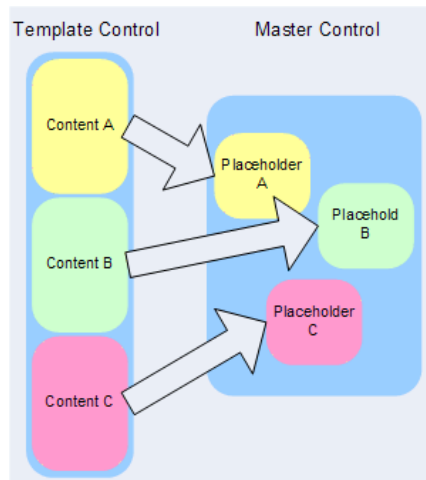 Template Control
Master Control
Content A
Placeholder
A
Placehold
B
Content B
Placeholder
C
Content C